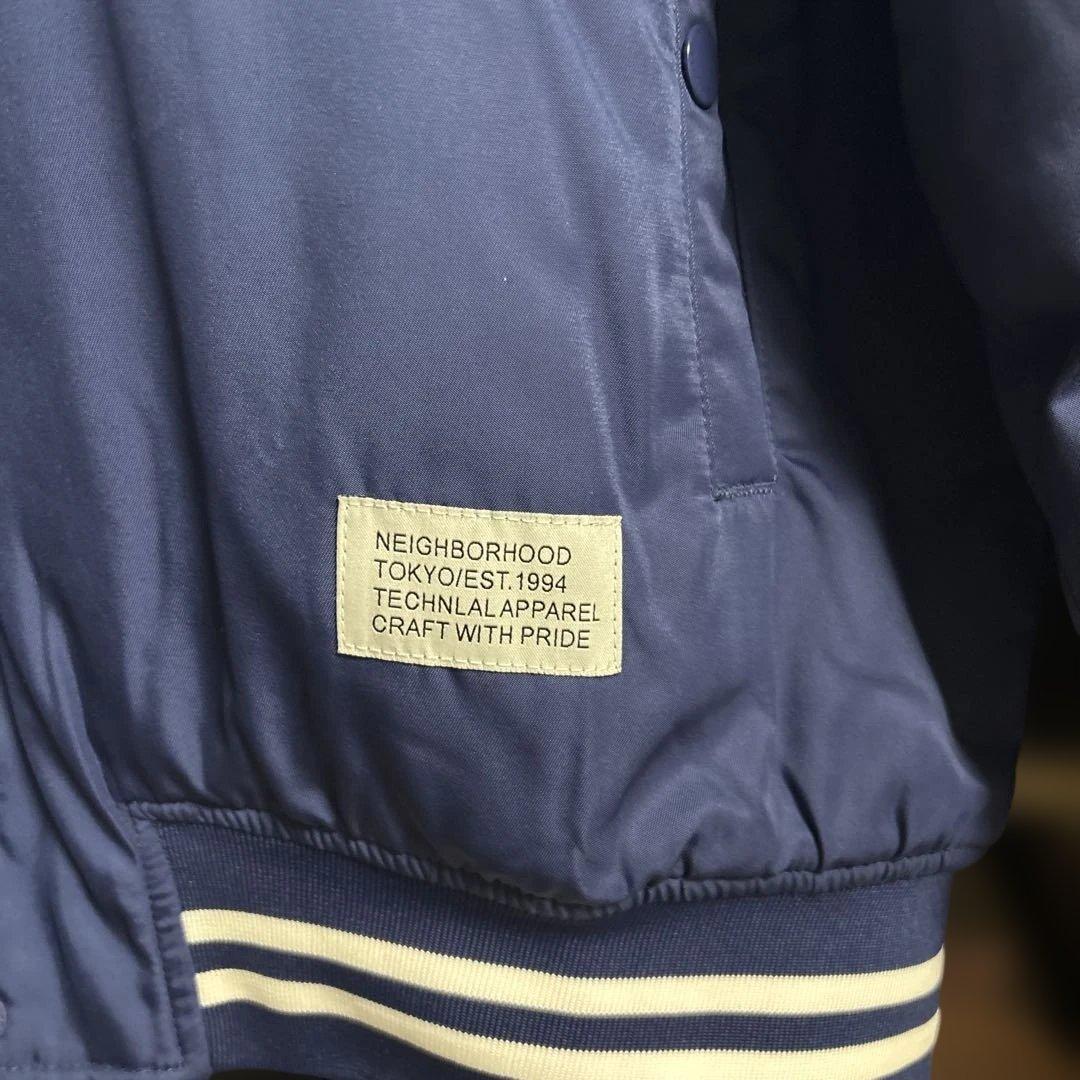 NEIGHBORHOOD
TOKYO/EST.1994
TECHNLAL APPAREL
CRAFT WITH PRIDE